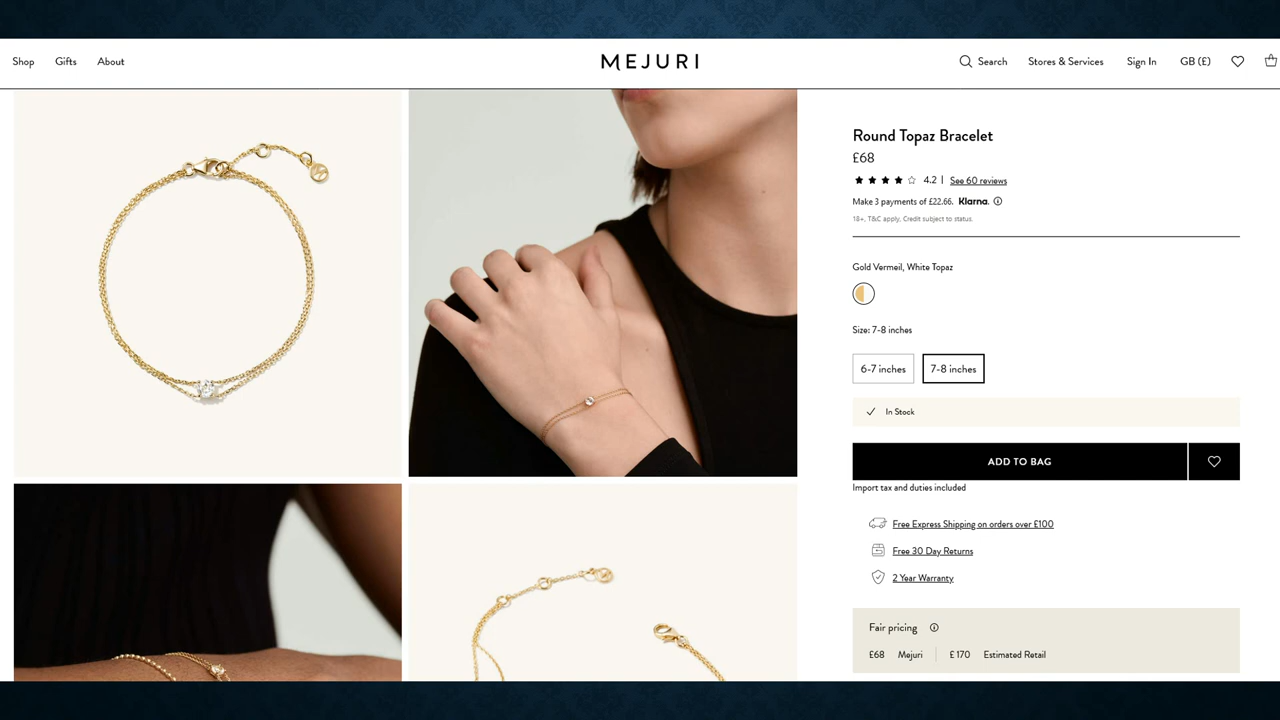 Shop Gifts About
MEJURI
Search Stores & Services Sign In GB (£)
Round Topaz Bracelet
£68
4.2 | See 60 reviews
Make 3 payments of £22.66. Klarna.
18+, T&C apply, Credit subject to status.
Gold Vermeil, White Topaz
Size: 7-8 inches
6-7 inches 7-8 inches
In Stock
ADD TO BAG
Import tax and duties included
Free Express Shipping on orders over £100
Free 30 Day Returns
2 Year Warranty
Fair pricing
£68 Mejuri £170 Estimated Retail